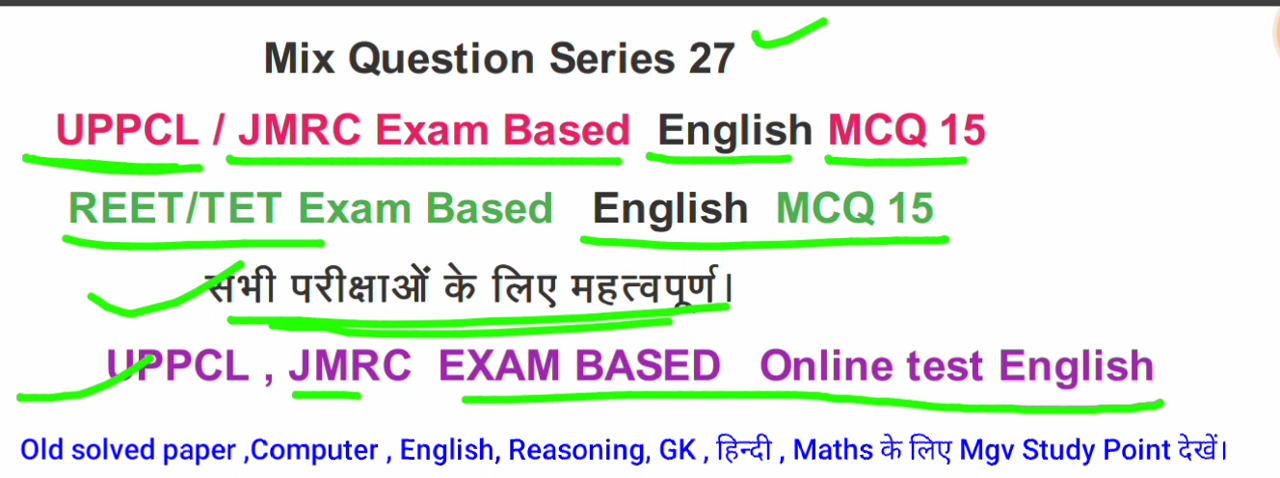 Mix Question Series 27
UPPCL / JMRC Exam Based English MCQ 15
REET/TET Exam Based English MCQ 15
सभी परीक्षाओं के लिए महत्वपूर्ण।
UPPCL , JMRC EXAM BASED Online test English
Old solved paper ,Computer , English, Reasoning, GK , हिन्दी , Maths के लिए Mgv Study Point देखें।